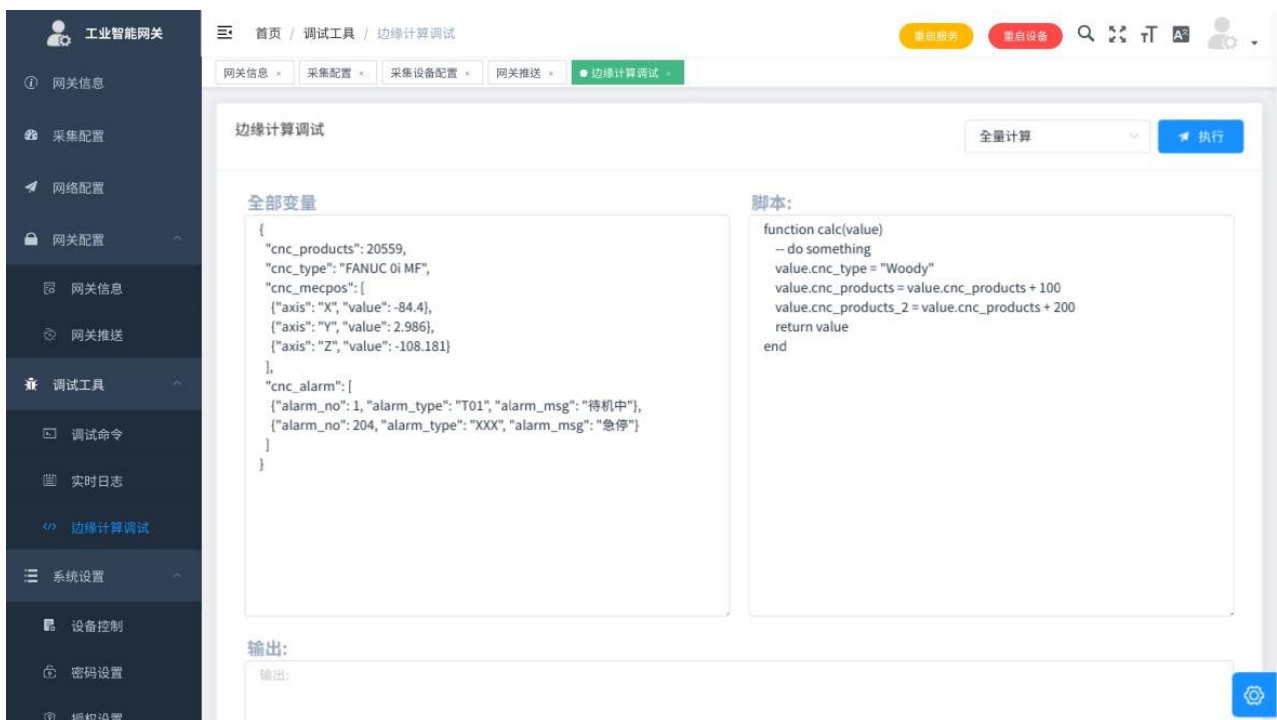 工业智能网关
首页 / 调试工具 / 边缘计算调试
重启服务
重启设备
网关信息 ×
采集配置 ×
采集设备配置 ×
网关推送 ×
边缘计算调试 ×
网关信息
采集配置
网络配置
网关配置
网关信息
网关推送
调试工具
调试命令
实时日志
边缘计算调试
系统设置
设备控制
密码设置
授权设置
边缘计算调试
全量计算
执行
全部变量
{
"cnc_products": 20559,
"cnc_type": "FANUC 0i MF",
"cnc_mecpos": [
{"axis": "X", "value": -84.4},
{"axis": "Y", "value": 2.986},
{"axis": "Z", "value": -108.181}
],
"cnc_alarm": [
{"alarm_no": 1, "alarm_type": "T01", "alarm_msg": "待机中"},
{"alarm_no": 204, "alarm_type": "XXX", "alarm_msg": "急停"}
]
}
脚本:
function calc(value)
-- do something
value.cnc_type = "Woody"
value.cnc_products = value.cnc_products + 100
value.cnc_products_2 = value.cnc_products + 200
return value
end
输出:
输出: